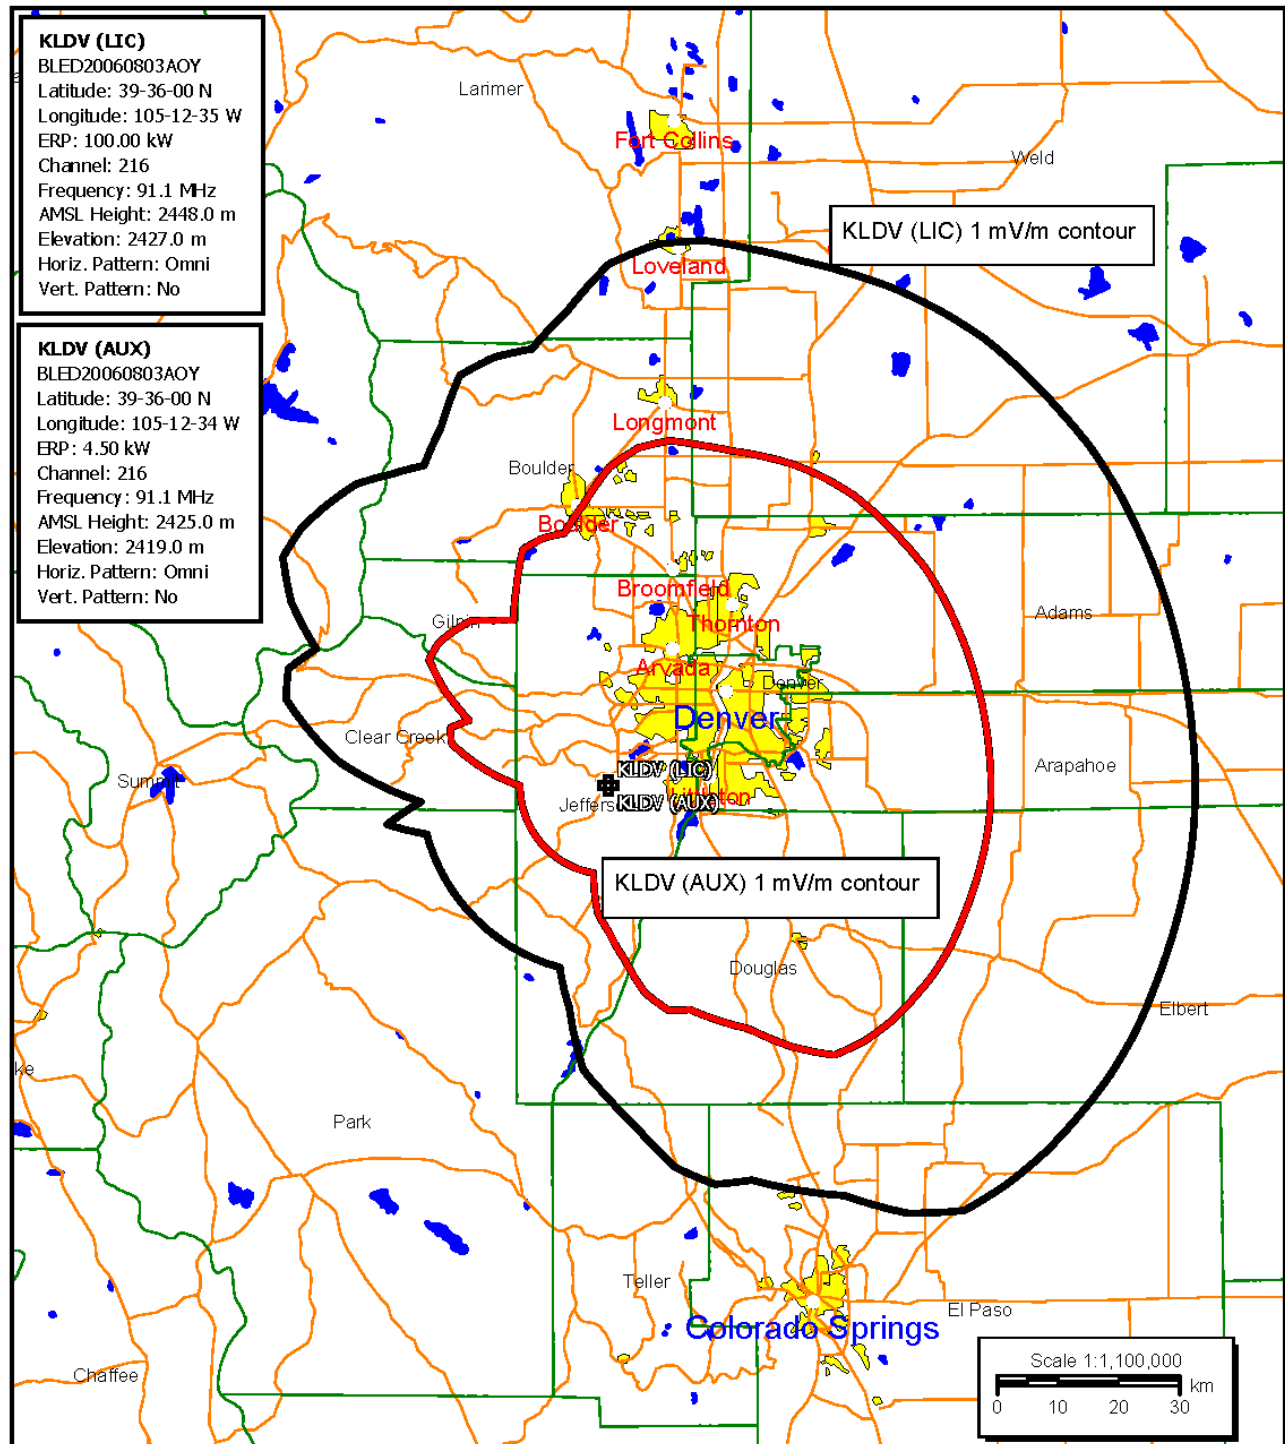 KLDV (LIC)
BLED20060803AOY
Latitude: 39-36-00 N
Longitude: 105-12-35 W
ERP: 100.00 kW
Channel: 216
Frequency: 91.1 MHz
AMSL Height: 2448.0 m
Elevation: 2427.0 m
Horiz. Pattern: Omni
Vert. Pattern: No
KLDV (AUX)
BLED20060803AOY
Latitude: 39-36-00 N
Longitude: 105-12-34 W
ERP: 4.50 kW
Channel: 216
Frequency: 91.1 MHz
AMSL Height: 2425.0 m
Elevation: 2419.0 m
Horiz. Pattern: Omni
Vert. Pattern: No
Larimer
Fort Collins
Weld
KLDV (LIC) 1 mV/m contour
Loveland
Longmont
Boulder
Boulder
Broomfield
Thornton
Gilpin
Adams
Arvada
Denver
Denver
Clear Creek
Summit
KLDV (LIC)
Arapahoe
Littleton
Jeffers
KLDV (AUX)
KLDV (AUX) 1 mV/m contour
Douglas
Elbert
ke
Park
Teller
El Paso
Colorado Springs
Chaffee
Scale 1:1,100,000
km
0 10 20 30